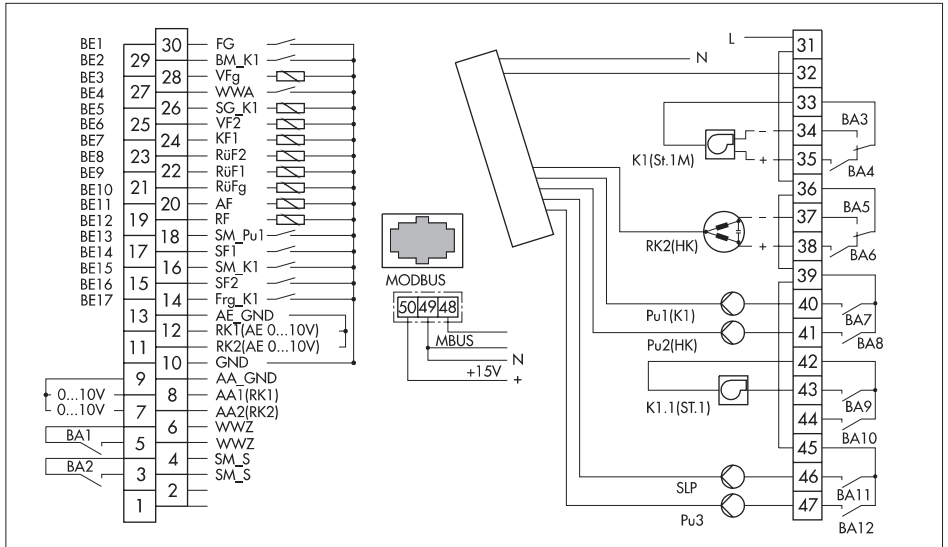 BE1 30 FG
BE2 29 BM_K1
BE3 28 VFg
BE4 27 WWA
BE5 26 SG_K1
BE6 25 VF2
BE7 24 KF1
BE8 23 RüF2
BE9 22 RüF1
BE10 21 RüFg
BE11 20 AF
BE12 19 RF
BE13 18 SM_Pu1
BE14 17 SF1
BE15 16 SM_K1
BE16 15 SF2
BE17 14 Frg_K1
13 AE_GND
12 RK1(AE 0...10V)
11 RK2(AE 0...10V)
10 GND
9 AA_GND
0...10V 8 AA1(RK1)
0...10V 7 AA2(RK2)
6 WWZ
BA1 5 WWZ
4 SM_S
BA2 3 SM_S
2
1
MODBUS
50 49 48
MBUS
N
+15V +
L 31
N
32
33
34 BA3
–
K1(St.1M) + 35 BA4
36
– 37 BA5
RK2(HK) + 38 BA6
39
40
Pu1(K1) BA7
41
Pu2(HK) BA8
42
43
K1.1(ST.1) BA9
44
BA10
45
46
SLP BA11
47
Pu3 BA12